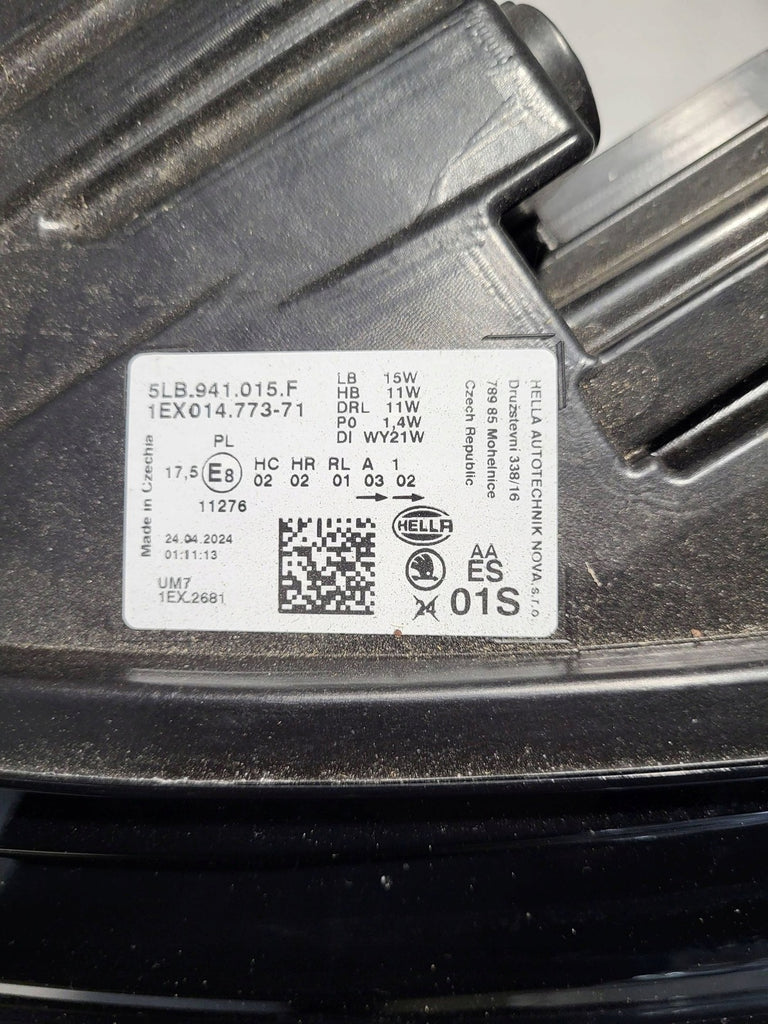 5LB.941.015.F
1EX014.773-71
LB 15W
HB 11W
DRL 11W
P0 1,4W
DI WY21W
PL
17,5 E8 HC HR RL A 1
02 02 01 03 02
11276
24.04.2024
01:11:13
UM7
1EX.2681
Made in Czechia
HELLA
AA
ES
24 01S
HELLA AUTOTECHNIK NOVA s.r.o.
Družstevní 338/16
789 85 Mohelnice
Czech Republic